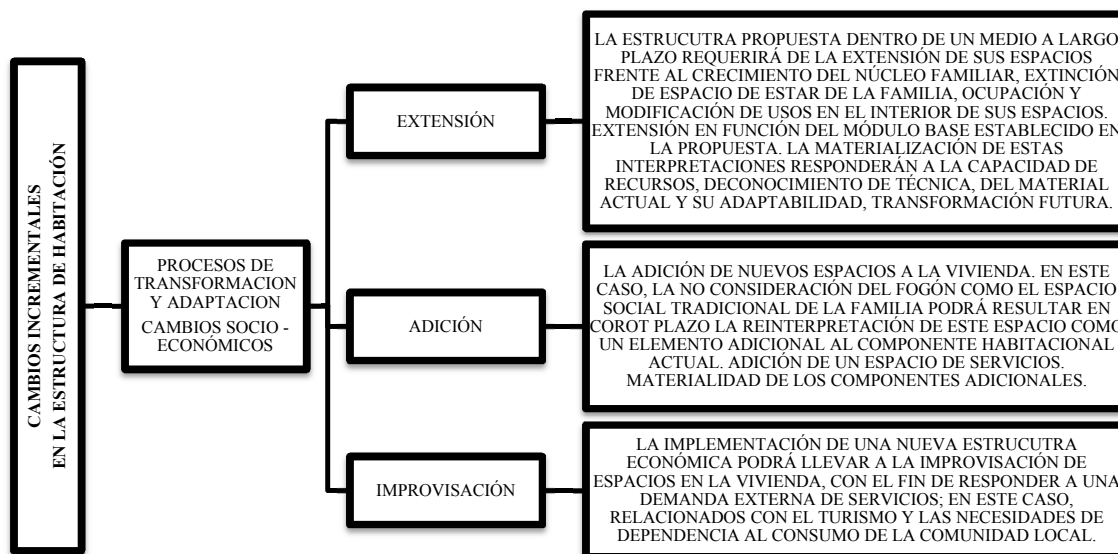 CAMBIOS INCREMENTALES
EN LA ESTRUCTURA DE HABITACIÓN
PROCESOS DE
TRANSFORMACION
Y ADAPTACION
CAMBIOS SOCIO -
ECONÓMICOS
EXTENSIÓN
LA ESTRUCUTRA PROPUESTA DENTRO DE UN MEDIO A LARGO
PLAZO REQUERIRÁ DE LA EXTENSIÓN DE SUS ESPACIOS
FRENTE AL CRECIMIENTO DEL NÚCLEO FAMILIAR, EXTINCIÓN
DE ESPACIO DE ESTAR DE LA FAMILIA, OCUPACIÓN Y
MODIFICACIÓN DE USOS EN EL INTERIOR DE SUS ESPACIOS.
EXTENSIÓN EN FUNCIÓN DEL MÓDULO BASE ESTABLECIDO EN
LA PROPUESTA. LA MATERIALIZACIÓN DE ESTAS
INTERPRETACIONES RESPONDERÁN A LA CAPACIDAD DE
RECURSOS, DECONOCIMIENTO DE TÉCNICA, DEL MATERIAL
ACTUAL Y SU ADAPTABILIDAD, TRANSFORMACIÓN FUTURA.
ADICIÓN
LA ADICIÓN DE NUEVOS ESPACIOS A LA VIVIENDA. EN ESTE
CASO, LA NO CONSIDERACIÓN DEL FOGÓN COMO EL ESPACIO
SOCIAL TRADICIONAL DE LA FAMILIA PODRÁ RESULTAR EN
COROT PLAZO LA REINTERPRETACIÓN DE ESTE ESPACIO COMO
UN ELEMENTO ADICIONAL AL COMPONENTE HABITACIONAL
ACTUAL. ADICIÓN DE UN ESPACIO DE SERVICIOS.
MATERIALIDAD DE LOS COMPONENTES ADICIONALES.
IMPROVISACIÓN
LA IMPLEMENTACIÓN DE UNA NUEVA ESTRUCUTRA
ECONÓMICA PODRÁ LLEVAR A LA IMPROVISACIÓN DE
ESPACIOS EN LA VIVIENDA, CON EL FIN DE RESPONDER A UNA
DEMANDA EXTERNA DE SERVICIOS; EN ESTE CASO,
RELACIONADOS CON EL TURISMO Y LAS NECESIDADES DE
DEPENDENCIA AL CONSUMO DE LA COMUNIDAD LOCAL.